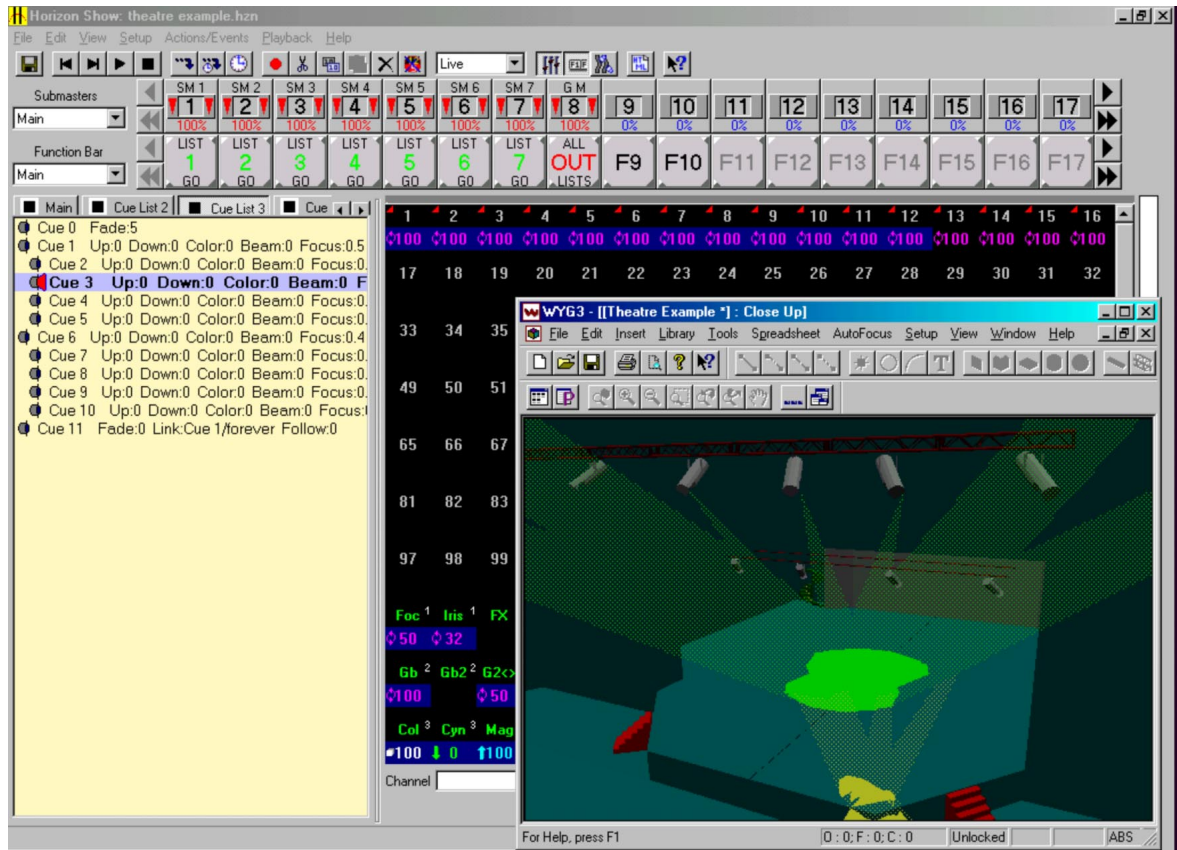 Horizon Show: theatre example.hzn
File Edit View Setup Actions/Events Playback Help
Live
Submasters
Main
SM 1 SM 2 SM 3 SM 4 SM 5 SM 6 SM 7 G M
1 2 3 4 5 6 7 8 9 10 11 12 13 14 15 16 17
100% 100% 100% 100% 100% 100% 100% 100% 0% 0% 0% 0% 0% 0% 0% 0% 0%
Function Bar
Main
LIST LIST LIST LIST LIST LIST LIST ALL
1 2 3 4 5 6 7 OUT F9 F10 F11 F12 F13 F14 F15 F16 F17
GO GO GO GO GO GO GO LISTS
Main Cue List 2 Cue List 3 Cue
Cue 0 Fade:5
Cue 1 Up:0 Down:0 Color:0 Beam:0 Focus:0.5
Cue 2 Up:0 Down:0 Color:0 Beam:0 Focus:0.
Cue 3 Up:0 Down:0 Color:0 Beam:0 F
Cue 4 Up:0 Down:0 Color:0 Beam:0 Focus:0.
Cue 5 Up:0 Down:0 Color:0 Beam:0 Focus:0.
Cue 6 Up:0 Down:0 Color:0 Beam:0 Focus:0.4
Cue 7 Up:0 Down:0 Color:0 Beam:0 Focus:0.
Cue 8 Up:0 Down:0 Color:0 Beam:0 Focus:0.
Cue 9 Up:0 Down:0 Color:0 Beam:0 Focus:0.
Cue 10 Up:0 Down:0 Color:0 Beam:0 Focus:
Cue 11 Fade:0 Link:Cue 1/forever Follow:0
1 2 3 4 5 6 7 8 9 10 11 12 13 14 15 16
100 100 100 100 100 100 100 100 100 100 100 100 100 100 100 100
17 18 19 20 21 22 23 24 25 26 27 28 29 30 31 32
33 34 35
49 50 51
65 66 67
81 82 83
97 98 99
Foc 1 Iris 1 FX
50 32
Gb 2 Gb2 2 G2<>
100 50
Col 3 Cyn 3 Mag
100 0 100
Channel
WYG3 - [[Theatre Example *] : Close Up]
File Edit Insert Library Tools Spreadsheet AutoFocus Setup View Window Help
For Help, press F1
O : 0; F : 0; C : 0 Unlocked ABS